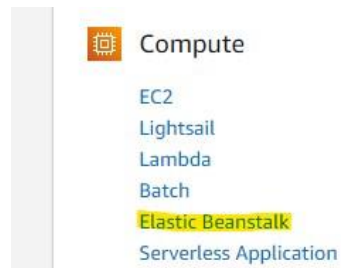 Compute
EC2
Lightsail
Lambda
Batch
Elastic Beanstalk
Serverless Application